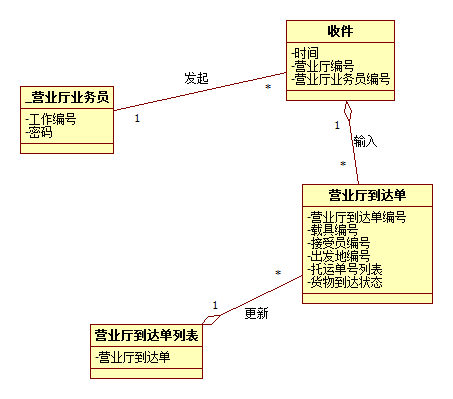 收件
-时间
-营业厅编号
-营业厅业务员编号
发起
*
_营业厅业务员
-工作编号
-密码
1
1
输入
*
营业厅到达单
-营业厅到达单编号
-载具编号
-接受员编号
-出发地编号
-托运单号列表
-货物到达状态
*
1
更新
营业厅到达单列表
-营业厅到达单